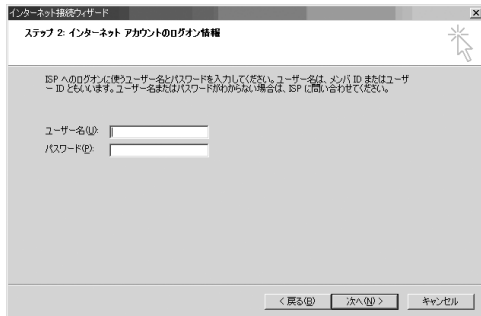 インターネット接続ウィザード
ステップ 2: インターネット アカウントのログオン情報
ISP へのログオンに使うユーザー名とパスワードを入力してください。ユーザー名は、メンバ ID またはユーザ
ー ID ともいいます。ユーザー名またはパスワードがわからない場合は、ISP に問い合わせてください。
ユーザー名(U):
パスワード(P):
< 戻る(B)
次へ(N) >
キャンセル